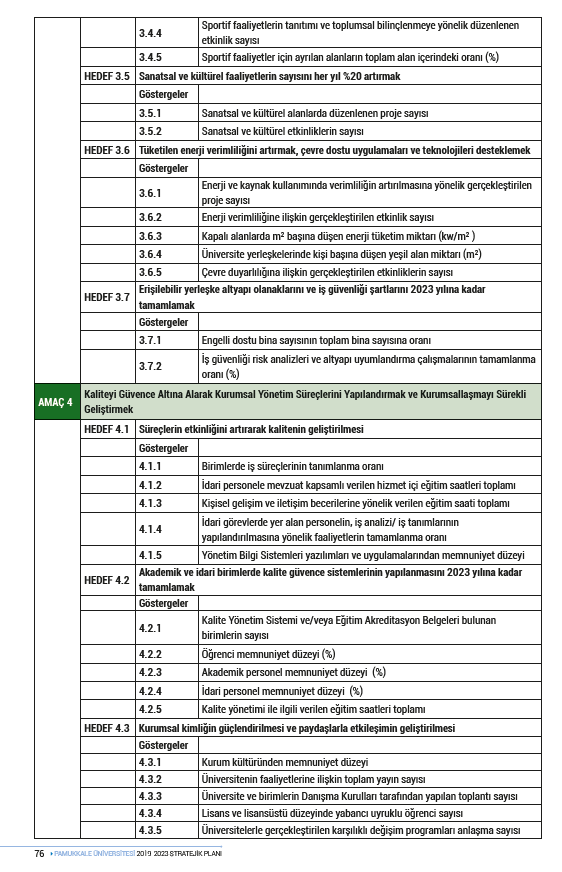 3.4.4 Sportif faaliyetlerin tanıtımı ve toplumsal bilinçlenmeye yönelik düzenlenen
etkinlik sayısı
3.4.5 Sportif faaliyetler için ayrılan alanların toplam alan içerisindeki oranı (%)
HEDEF 3.5 Sanatsal ve kültürel faaliyetlerin sayısını her yıl %20 artırmak
Göstergeler
3.5.1 Sanatsal ve kültürel alanlarda düzenlenen proje sayısı
3.5.2 Sanatsal ve kültürel etkinliklerin sayısı
HEDEF 3.6 Tüketilen enerji verimliliğini artırmak, çevre dostu uygulamaları ve teknolojileri desteklemek
Göstergeler
3.6.1 Enerji ve kaynak kullanımında verimliliğin artırılmasına yönelik gerçekleştirilen
proje sayısı
3.6.2 Enerji verimliliğine ilişkin gerçekleştirilen etkinlik sayısı
3.6.3 Kapalı alanlarda m² başına düşen enerji tüketim miktarı (kw/m² )
3.6.4 Üniversite yerleşkelerinde kişi başına düşen yeşil alan miktarı (m²)
3.6.5 Çevre duyarlılığına ilişkin gerçekleştirilen etkinliklerin sayısı
HEDEF 3.7 Erişilebilir yerleşke altyapı olanaklarını ve iş güvenliği şartlarını 2023 yılına kadar
tamamlamak
Göstergeler
3.7.1 Engelli dostu bina sayısının toplam bina sayısına oranı
3.7.2 İş güvenliği risk analizleri ve altyapı uyumlandırma çalışmalarının tamamlanma
oranı (%)
AMAÇ 4 Kaliteyi Güvence Altına Alarak Kurumsal Yönetim Süreçlerini Yapılandırmak ve Kurumsallaşmayı Sürekli
Geliştirmek
HEDEF 4.1 Süreçlerin etkinliğini artırarak kalitenin geliştirilmesi
Göstergeler
4.1.1 Birimlerde iş süreçlerinin tanımlanma oranı
4.1.2 İdari personele mevzuat kapsamlı verilen hizmet içi eğitim saatleri toplamı
4.1.3 Kişisel gelişim ve iletişim becerilerine yönelik verilen eğitim saati toplamı
4.1.4 İdari görevlerde yer alan personelin, iş analizi/ iş tanımlarının
yapılandırılmasına yönelik faaliyetlerin tamamlanma oranı
4.1.5 Yönetim Bilgi Sistemleri yazılımları ve uygulamalarından memnuniyet düzeyi
HEDEF 4.2 Akademik ve idari birimlerde kalite güvence sistemlerinin yapılanmasını 2023 yılına kadar
tamamlamak
Göstergeler
4.2.1 Kalite Yönetim Sistemi ve/veya Eğitim Akreditasyon Belgeleri bulunan
birimlerin sayısı
4.2.2 Öğrenci memnuniyet düzeyi (%)
4.2.3 Akademik personel memnuniyet düzeyi (%)
4.2.4 İdari personel memnuniyet düzeyi (%)
4.2.5 Kalite yönetimi ile ilgili verilen eğitim saatleri toplamı
HEDEF 4.3 Kurumsal kimliğin güçlendirilmesi ve paydaşlarla etkileşimin geliştirilmesi
Göstergeler
4.3.1 Kurum kültüründen memnuniyet düzeyi
4.3.2 Üniversitenin faaliyetlerine ilişkin toplam yayın sayısı
4.3.3 Üniversite ve birimlerin Danışma Kurulları tarafından yapılan toplantı sayısı
4.3.4 Lisans ve lisansüstü düzeyinde yabancı uyruklu öğrenci sayısı
4.3.5 Üniversitelerle gerçekleştirilen karşılıklı değişim programları anlaşma sayısı
76 PAMUKKALE ÜNİVERSİTESİ 2019 2023 STRATEJİK PLANI